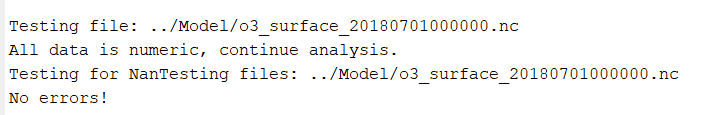 Testing file: ../Model/o3_surface_20180701000000.nc
All data is numeric, continue analysis.
Testing for NanTesting files: ../Model/o3_surface_20180701000000.nc
No errors!